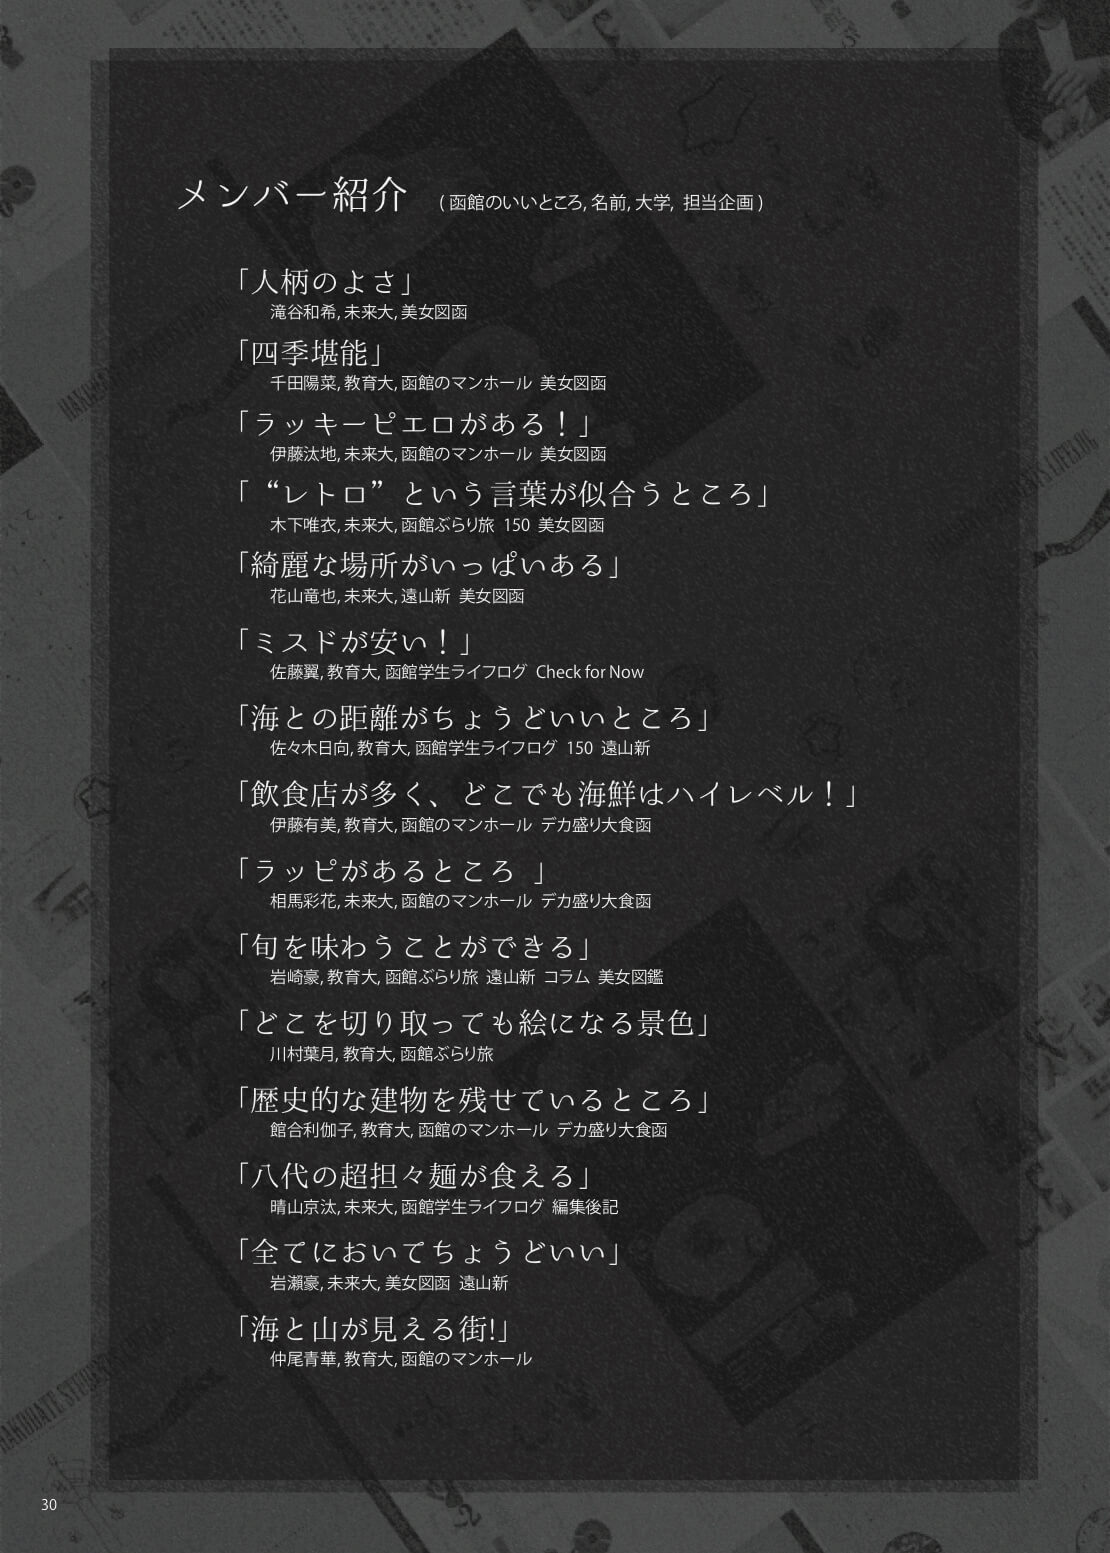 メンバー紹介 ( 函館のいいところ, 名前, 大学, 担当企画 )
「人柄のよさ」
滝谷和希, 未来大, 美女図函
「四季堪能」
千田陽菜, 教育大, 函館のマンホール 美女図函
「ラッキーピエロがある！」
伊藤汰地, 未来大, 函館のマンホール 美女図函
「“レトロ”という言葉が似合うところ」
木下唯衣, 未来大, 函館ぶらり旅 150 美女図函
「綺麗な場所がいっぱいある」
花山竜也, 未来大, 遠山新 美女図函
「ミスドが安い！」
佐藤翼, 教育大, 函館学生ライフログ Check for Now
「海との距離がちょうどいいところ」
佐々木日向, 教育大, 函館学生ライフログ 150 遠山新
「飲食店が多く、どこでも海鮮はハイレベル！」
伊藤有美, 教育大, 函館のマンホール デカ盛り大食函
「ラッピがあるところ 」
相馬彩花, 未来大, 函館のマンホール デカ盛り大食函
「旬を味わうことができる」
岩崎豪, 教育大, 函館ぶらり旅 遠山新 コラム 美女図鑑
「どこを切り取っても絵になる景色」
川村葉月, 教育大, 函館ぶらり旅
「歴史的な建物を残せているところ」
館合利伽子, 教育大, 函館のマンホール デカ盛り大食函
「八代の超担々麺が食える」
晴山京汰, 未来大, 函館学生ライフログ 編集後記
「全てにおいてちょうどいい」
岩瀬豪, 未来大, 美女図函 遠山新
「海と山が見える街!」
仲尾青華, 教育大, 函館のマンホール
30